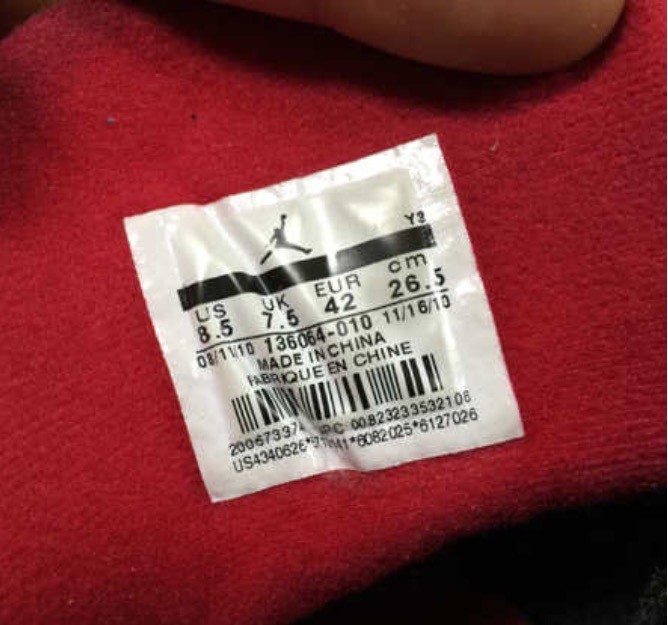 Y3
US UK EUR cm
8.5 7.5 42 26.5
08/11/10 136064-010 11/16/10
MADE IN CHINA
FABRIQUE EN CHINE
00823233532108